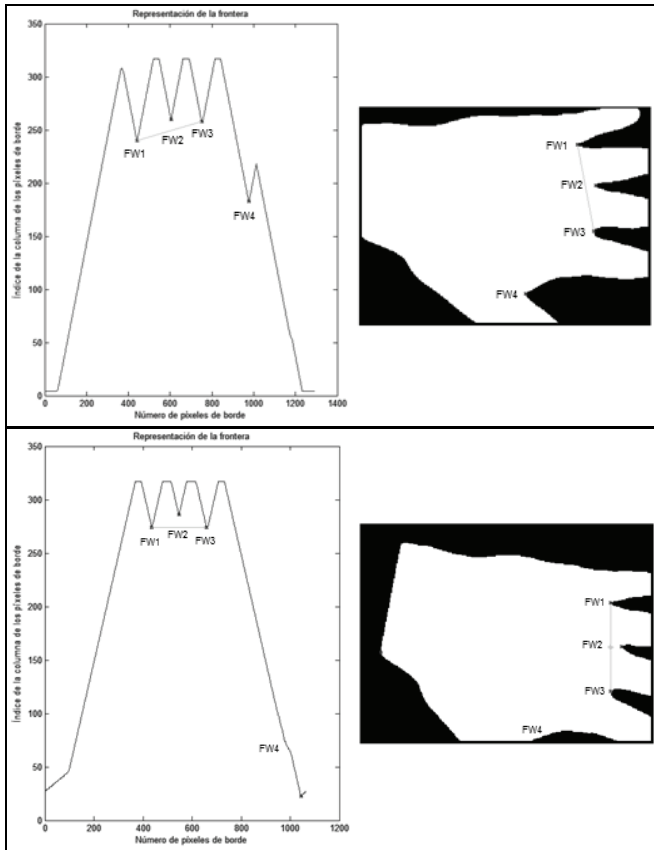 Representación de la frontera
350
300
250
200
150
100
50
0
0 200 400 600 800 1000 1200 1400
Índice de la columna de los píxeles de borde
Número de píxeles de borde
FW1
FW2
FW3
FW4
FW1
FW2
FW3
FW4
Representación de la frontera
350
300
250
200
150
100
50
0
0 200 400 600 800 1000 1200
Índice de la columna de los píxeles de borde
Número de píxeles de borde
FW1
FW2
FW3
FW4
FW1
FW2
FW3
FW4